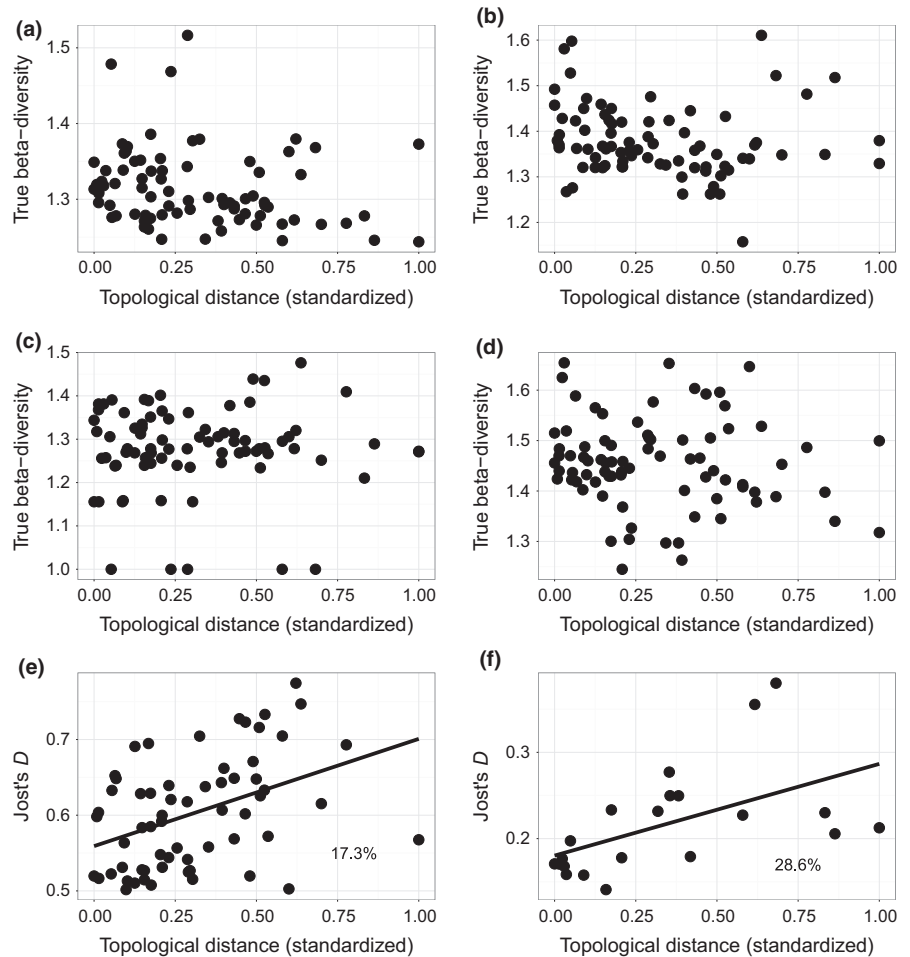 (a)
True beta−diversity
1.5
1.4
1.3
0.00 0.25 0.50 0.75 1.00
Topological distance (standardized)
(b)
True beta−diversity
1.6
1.5
1.4
1.3
1.2
0.00 0.25 0.50 0.75 1.00
Topological distance (standardized)
(c)
True beta−diversity
1.5
1.4
1.3
1.2
1.1
1.0
0.00 0.25 0.50 0.75 1.00
Topological distance (standardized)
(d)
True beta−diversity
1.6
1.5
1.4
1.3
0.00 0.25 0.50 0.75 1.00
Topological distance (standardized)
(e)
Jost's D
0.7
0.6
0.5
17.3%
0.00 0.25 0.50 0.75 1.00
Topological distance (standardized)
(f)
Jost's D
0.3
0.2
28.6%
0.00 0.25 0.50 0.75 1.00
Topological distance (standardized)